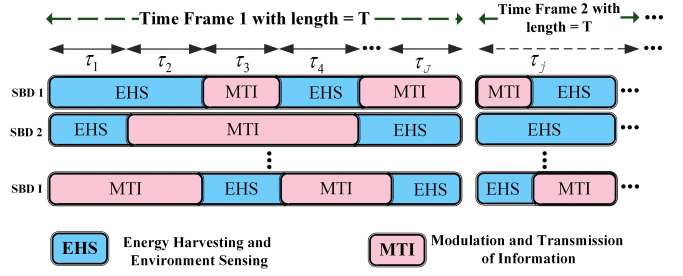 Time Frame 1 with length = T
Time Frame 2 with
length = T
τ1 τ2 τ3 τ4 ••• τJ τj •••
SBD 1 EHS MTI EHS MTI MTI EHS •••
SBD 2 EHS MTI EHS EHS
SBD I MTI EHS MTI EHS EHS MTI •••
EHS Energy Harvesting and
Environment Sensing
MTI Modulation and Transmission
of Information